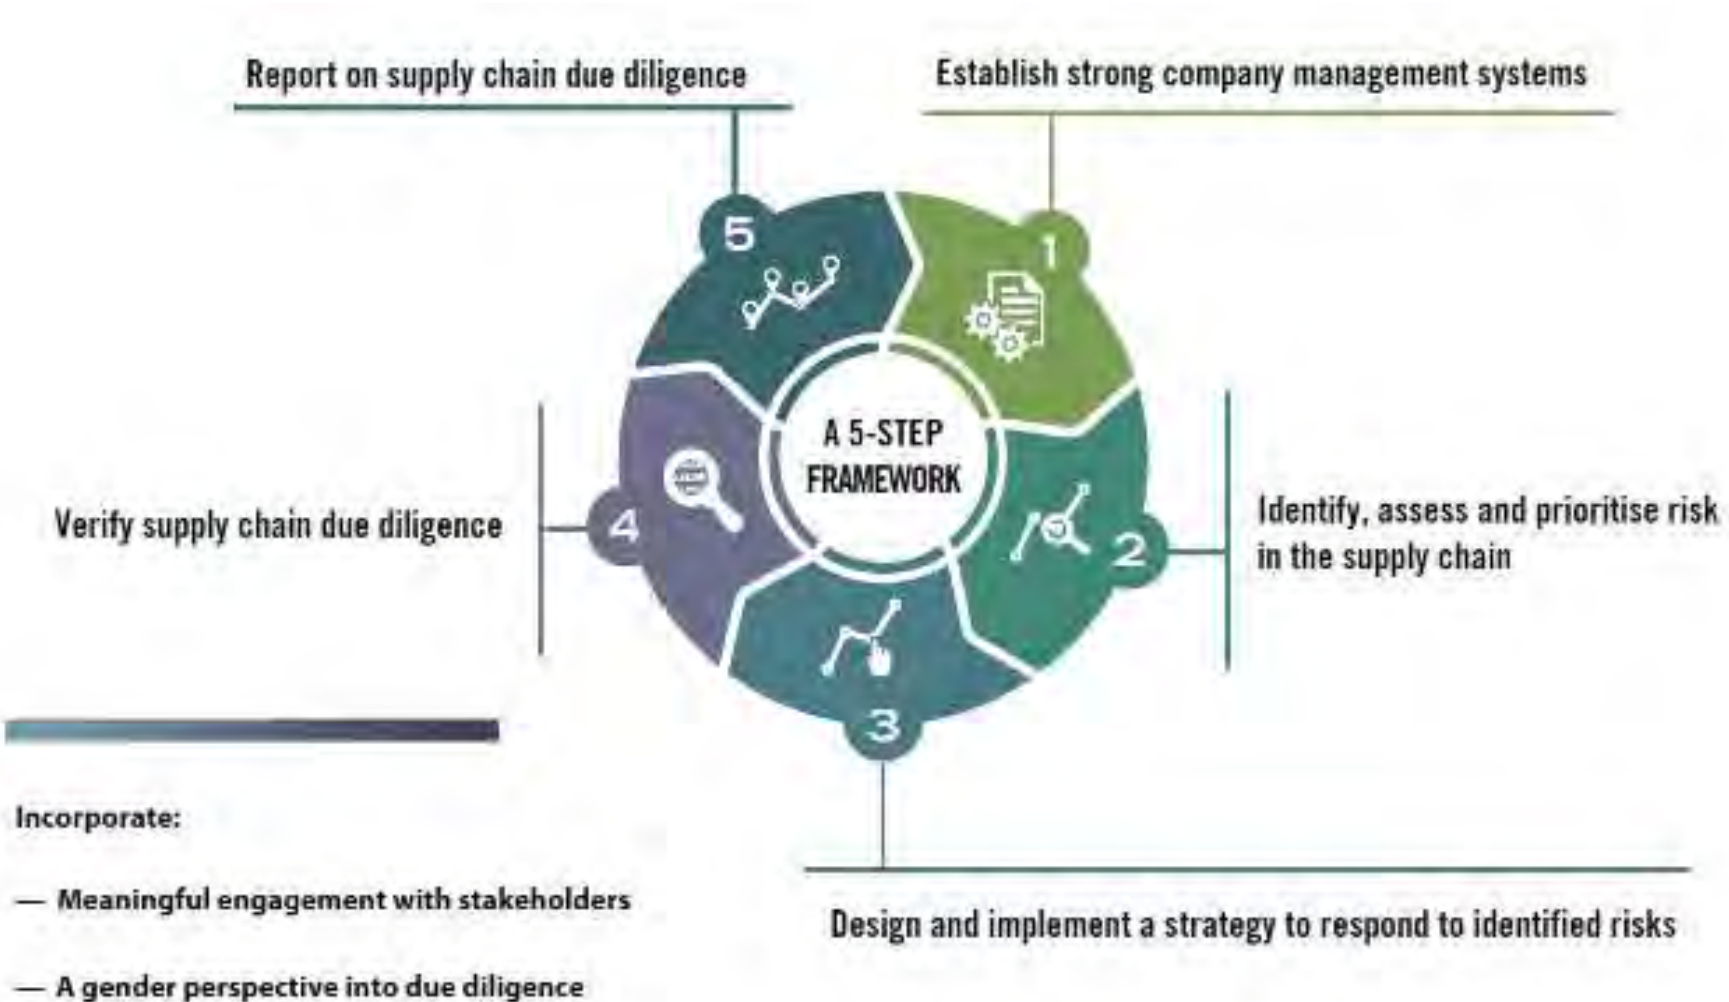 Report on supply chain due diligence
Establish strong company management systems
5
1
A 5-STEP
FRAMEWORK
Verify supply chain due diligence
4
2
Identify, assess and prioritise risk
in the supply chain
3
Incorporate:
— Meaningful engagement with stakeholders
Design and implement a strategy to respond to identified risks
— A gender perspective into due diligence